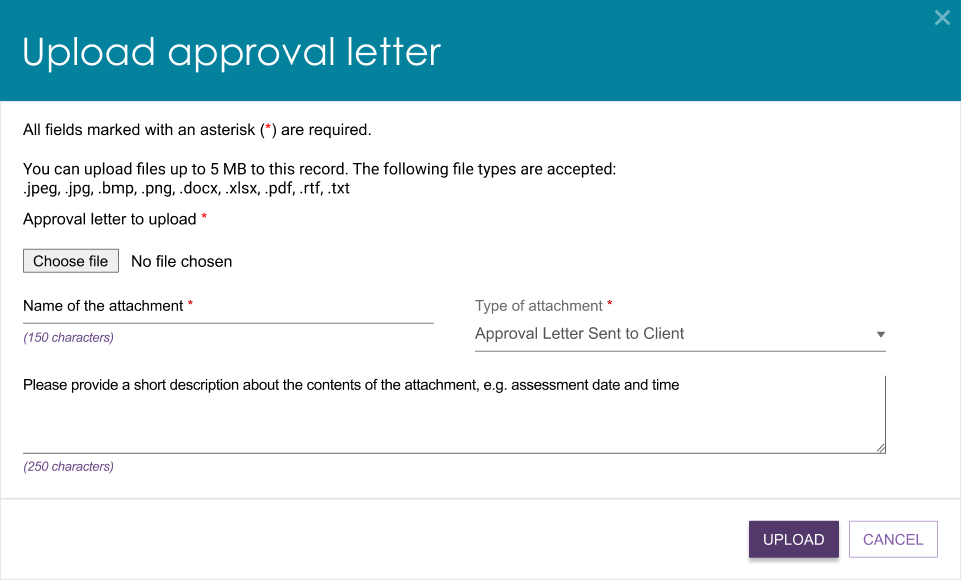 Upload approval letter
All fields marked with an asterisk (*) are required.
You can upload files up to 5 MB to this record. The following file types are accepted:
.jpeg, .jpg, .bmp, .png, .docx, .xlsx, .pdf, .rtf, .txt
Approval letter to upload *
Choose file No file chosen
Name of the attachment *
(150 characters)
Type of attachment *
Approval Letter Sent to Client
Please provide a short description about the contents of the attachment, e.g. assessment date and time
(250 characters)
UPLOAD CANCEL